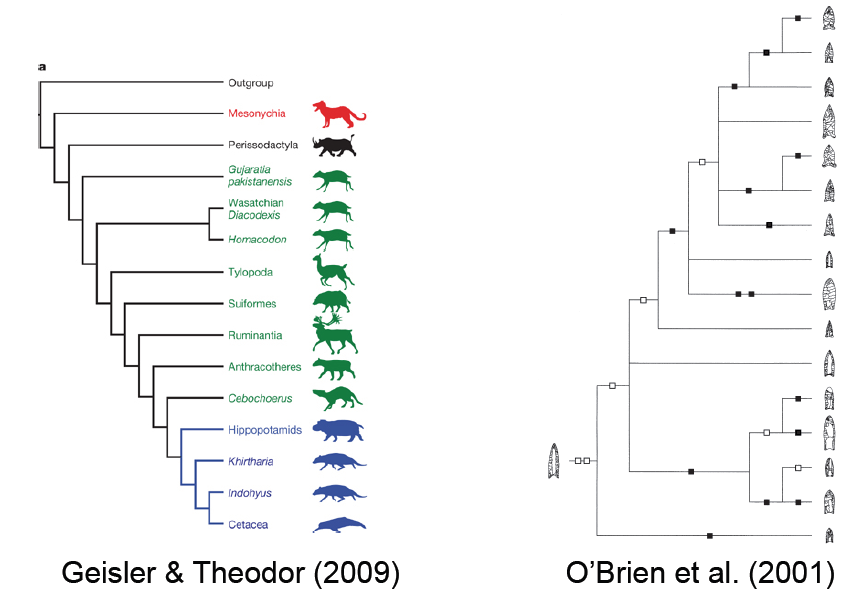 a
Outgroup
Mesonychia
Perissodactyla
Gujaratia
pakistanensis
Wasatchian
Diacodexis
Homacodon
Tylopoda
Suiformes
Ruminantia
Anthracotheres
Cebochoerus
Hippopotamids
Khirtharia
Indohyus
Cetacea
Geisler & Theodor (2009)
O'Brien et al. (2001)